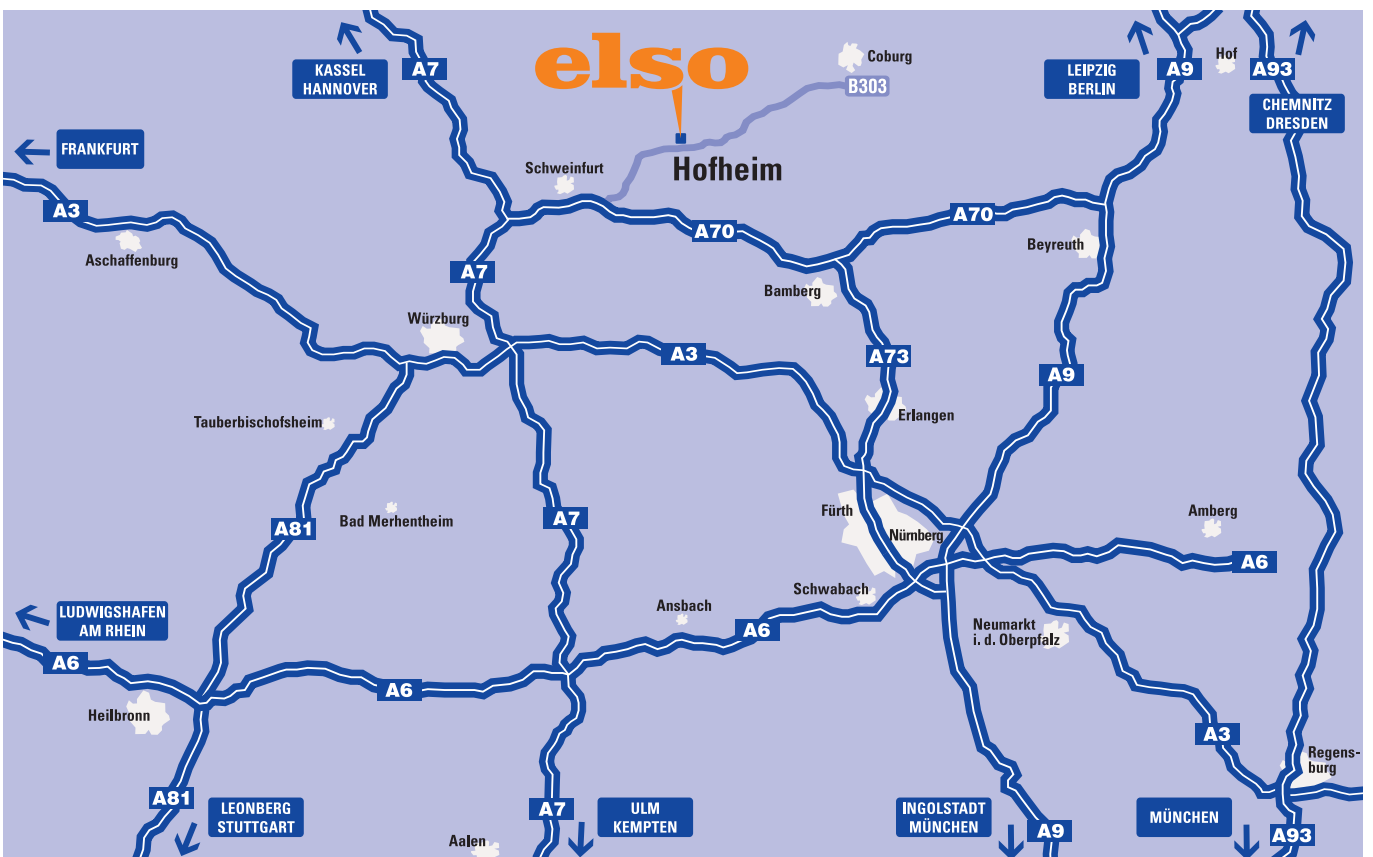 elso
Coburg
Hof
KASSEL
HANNOVER
A7
B303
LEIPZIG
BERLIN
A9
A93
CHEMNITZ
DRESDEN
FRANKFURT
Schweinfurt
Hofheim
A3
A70
A70
Aschaffenburg
Beyreuth
A7
Bamberg
Würzburg
A3
A73
A9
Tauberbischofsheim
Erlangen
A81
Bad Merhentheim
A7
Fürth
Nürnberg
Amberg
A6
Schwabach
LUDWIGSHAFEN
AM RHEIN
Ansbach
A6
Neumarkt
i. d. Oberpfalz
A6
A6
Heilbronn
A3
Regens-
burg
A81
LEONBERG
STUTTGART
A7
ULM
KEMPTEN
INGOLSTADT
MÜNCHEN
A9
MÜNCHEN
A93
Aalen